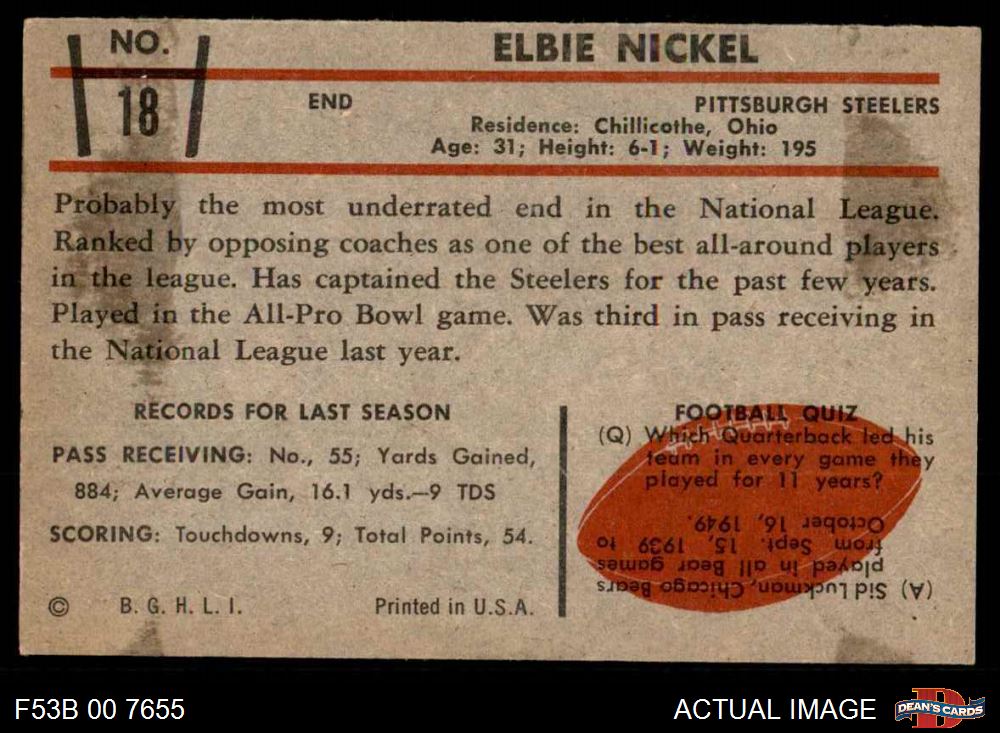 NO.
18
ELBIE NICKEL
END
PITTSBURGH STEELERS
Residence: Chillicothe, Ohio
Age: 31; Height: 6-1; Weight: 195
Probably the most underrated end in the National League.
Ranked by opposing coaches as one of the best all-around players
in the league. Has captained the Steelers for the past few years.
Played in the All-Pro Bowl game. Was third in pass receiving in
the National League last year.
RECORDS FOR LAST SEASON
PASS RECEIVING: No., 55; Yards Gained,
884; Average Gain, 16.1 yds.—9 TDS
SCORING: Touchdowns, 9; Total Points, 54.
© B. G. H. L. I.
Printed in U.S.A.
FOOTBALL QUIZ
(Q) Which Quarterback led his
team in every game they
played for 11 years?
(A) Sid Luckman, Chicago Bears
played in all Bear games
from Sept. 15, 1939 to
October 16, 1949.
F53B 00 7655
ACTUAL IMAGE
D
DEAN'S CARDS